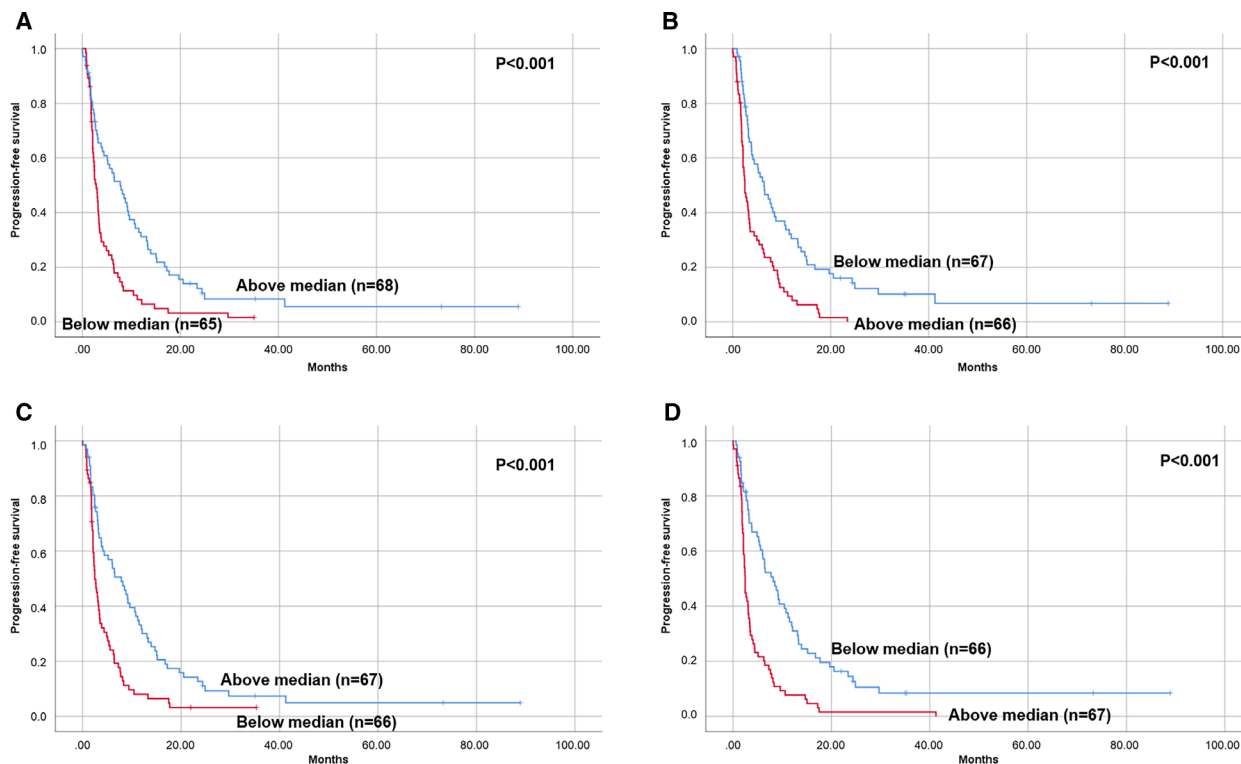 A
P<0.001
Progression-free survival
1.0
0.8
0.6
0.4
0.2
0.0
Above median (n=68)
Below median (n=65)
.00 20.00 40.00 60.00 80.00 100.00
Months
B
P<0.001
Progression-free survival
1.0
0.8
0.6
0.4
0.2
0.0
Below median (n=67)
Above median (n=66)
.00 20.00 40.00 60.00 80.00 100.00
Months
C
P<0.001
Progression-free survival
1.0
0.8
0.6
0.4
0.2
0.0
Above median (n=67)
Below median (n=66)
.00 20.00 40.00 60.00 80.00 100.00
Months
D
P<0.001
Progression-free survival
1.0
0.8
0.6
0.4
0.2
0.0
Below median (n=66)
Above median (n=67)
.00 20.00 40.00 60.00 80.00 100.00
Months